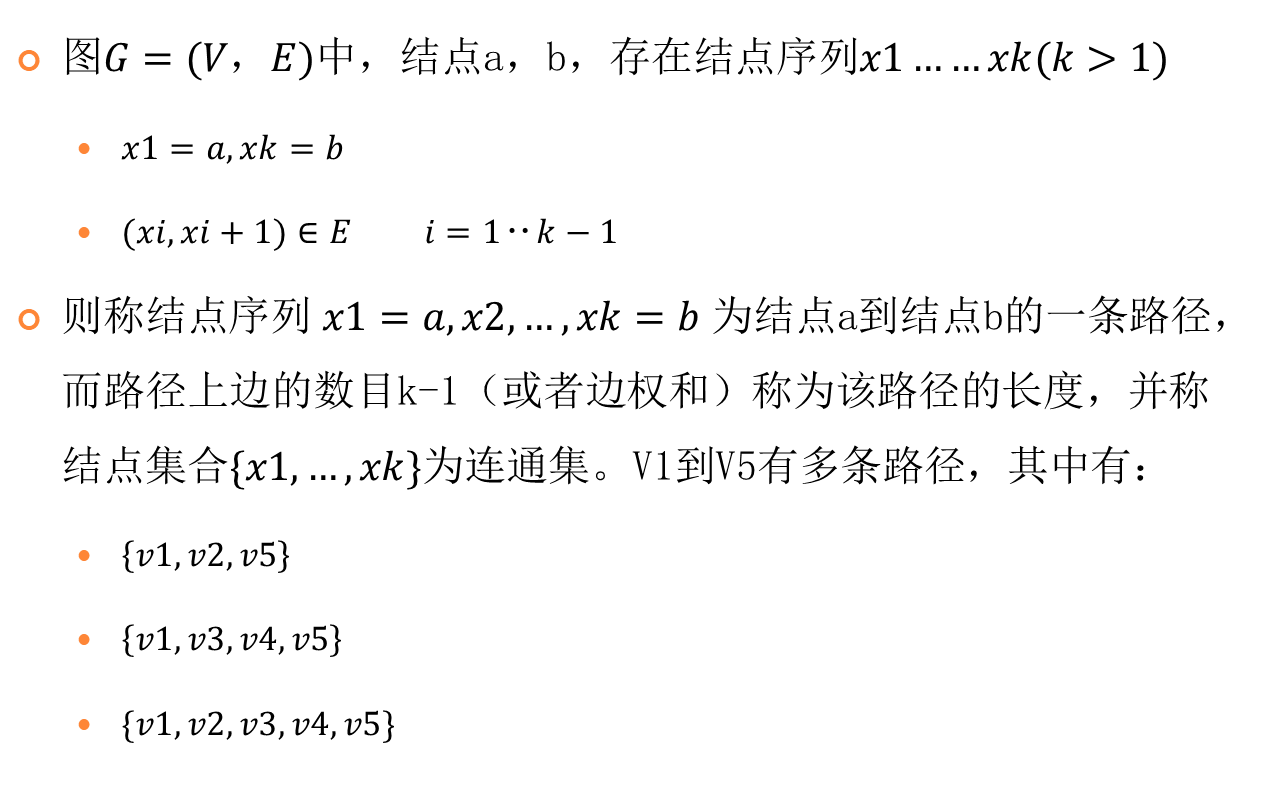 图G = (V，E)中，结点a，b，存在结点序列x1 … … xk(k > 1)
x1 = a, xk = b
(xi, xi + 1) ∈ E i = 1··k − 1
则称结点序列 x1 = a, x2, … , xk = b 为结点a到结点b的一条路径，
而路径上边的数目k-1（或者边权和）称为该路径的长度，并称
结点集合{x1, … , xk}为连通集。V1到V5有多条路径，其中有：
{v1, v2, v5}
{v1, v3, v4, v5}
{v1, v2, v3, v4, v5}